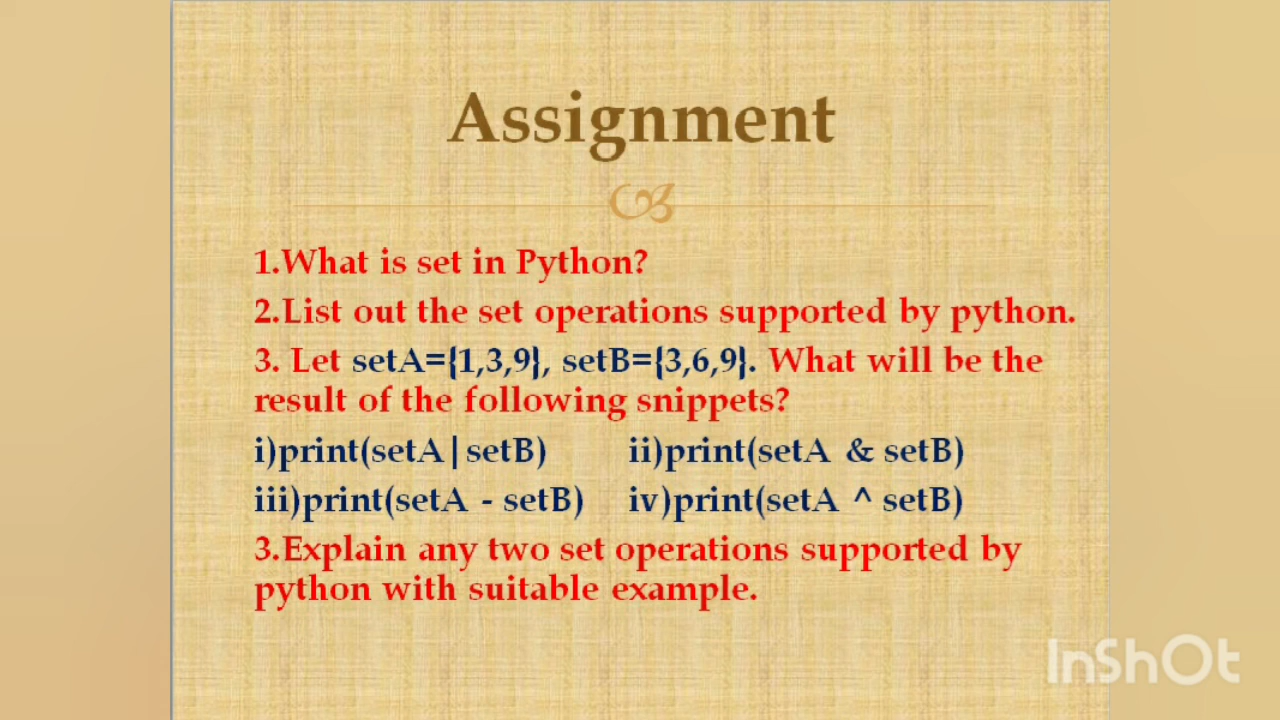 Assignment
1.What is set in Python?
2.List out the set operations supported by python.
3. Let setA={1,3,9}, setB={3,6,9}. What will be the
result of the following snippets?
i)print(setA|setB) ii)print(setA & setB)
iii)print(setA - setB) iv)print(setA ^ setB)
3.Explain any two set operations supported by
python with suitable example.
InShOt